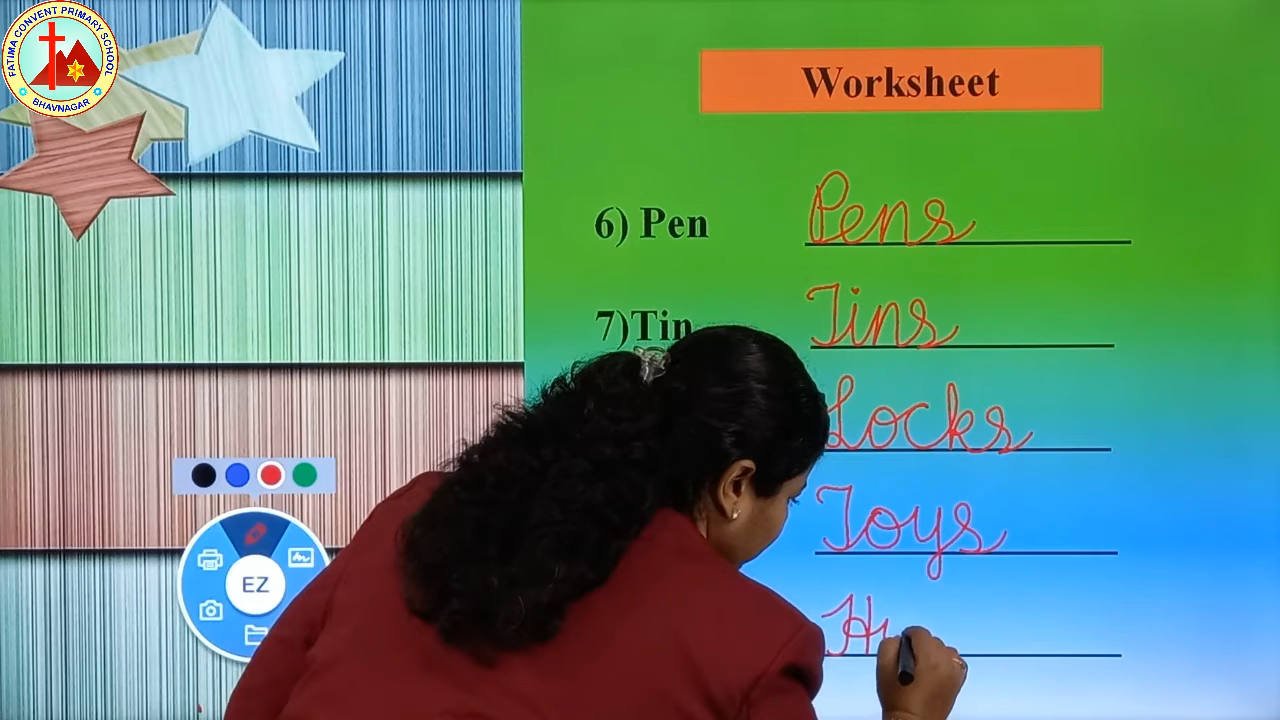 FATIMA CONVENT PRIMARY SCHOOL
BHAVNAGAR
Worksheet
6) Pen Pens
7)Tin Tins
Locks
Toys
EZ